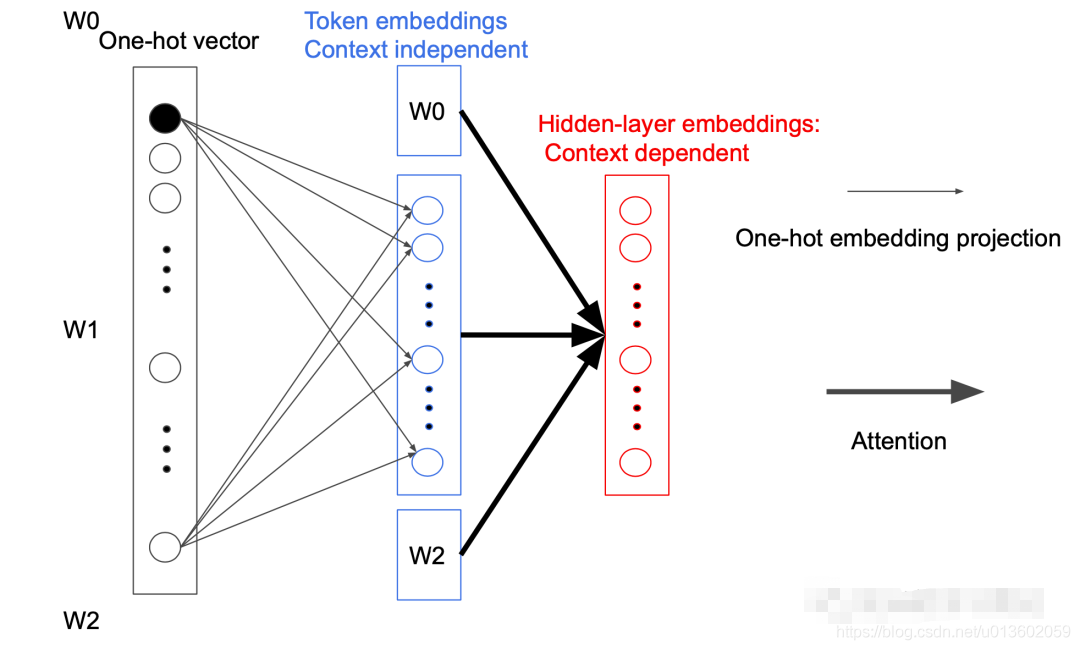 W0
One-hot vector
Token embeddings
Context independent
W0
Hidden-layer embeddings:
Context dependent
One-hot embedding projection
W1
Attention
W2
W2
https://blog.csdn.net/u013602059